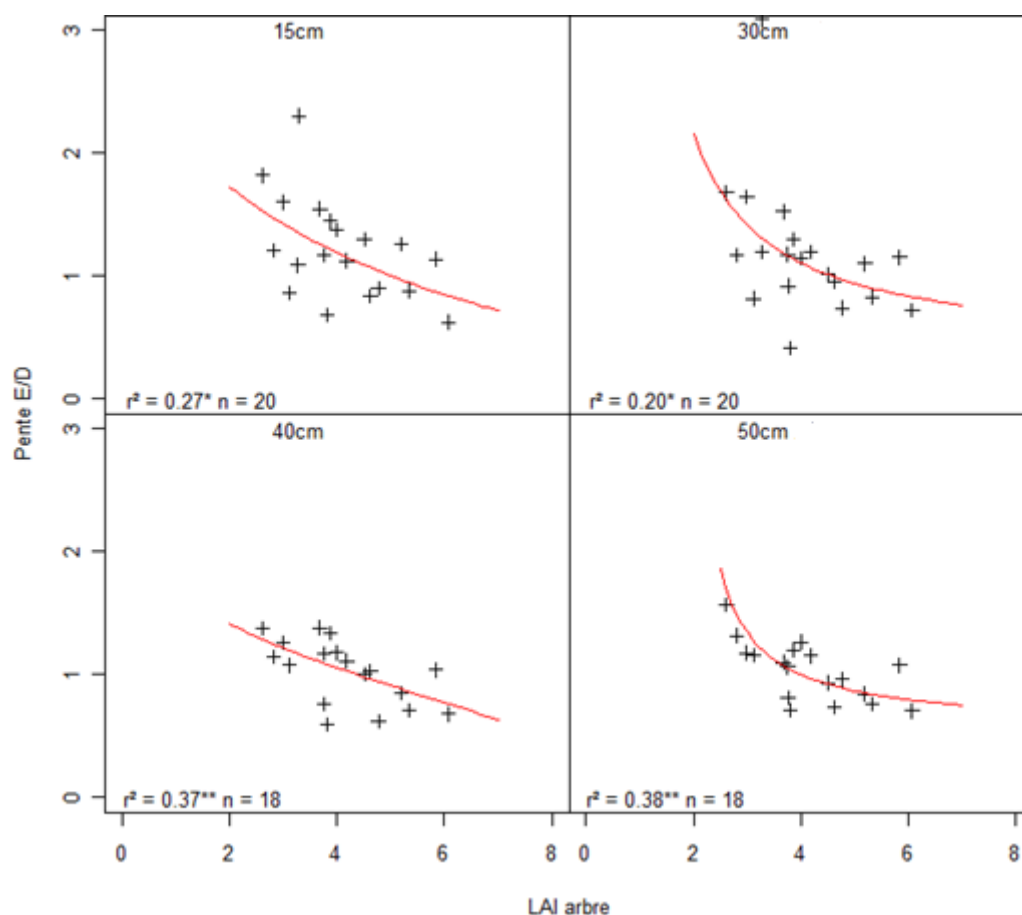 15cm
30cm
3
2
1
0
r² = 0.27* n = 20
r² = 0.20* n = 20
Pente E/D
40cm
50cm
3
2
1
0
r² = 0.37** n = 18
r² = 0.38** n = 18
0 2 4 6 8
0 2 4 6 8
LAI arbre